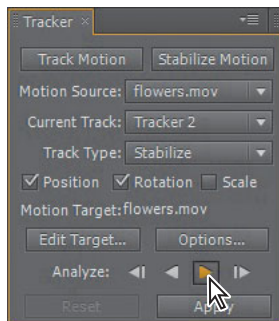 Tracker ×
Track Motion Stabilize Motion
Motion Source: flowers.mov
Current Track: Tracker 2
Track Type: Stabilize
Position Rotation Scale
Motion Target: flowers.mov
Edit Target... Options...
Analyze:
Reset Apply